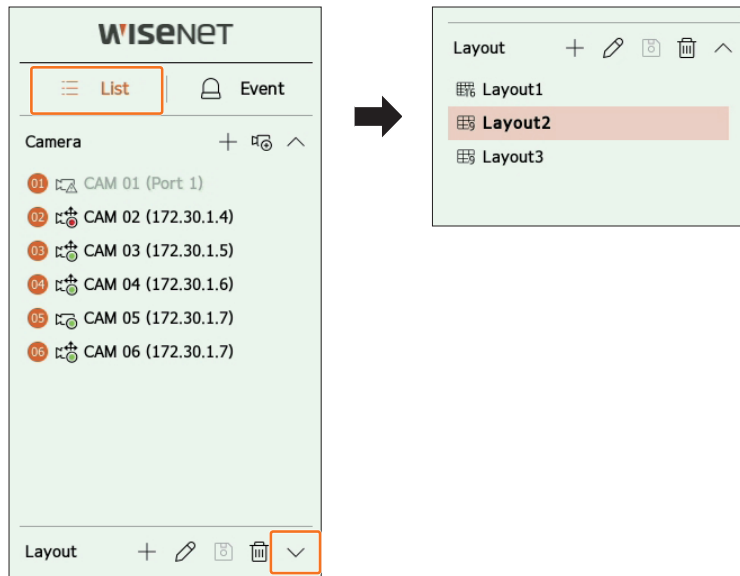 WISENET
List
Event
Camera
01 CAM 01 (Port 1)
02 CAM 02 (172.30.1.4)
03 CAM 03 (172.30.1.5)
04 CAM 04 (172.30.1.6)
05 CAM 05 (172.30.1.7)
06 CAM 06 (172.30.1.7)
Layout
Layout
Layout1
Layout2
Layout3